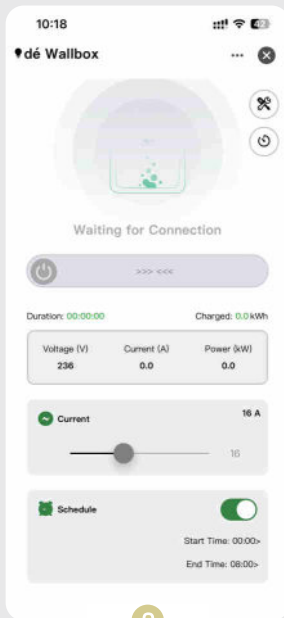 10:18
dé Wallbox
Waiting for Connection
>>> <<<
Duration: 00:00:00 Charged: 0.0 kWh
Voltage (V) Current (A) Power (kW)
236 0.0 0.0
Current 16 A
16
Schedule
Start Time: 00:00>
End Time: 08:00>